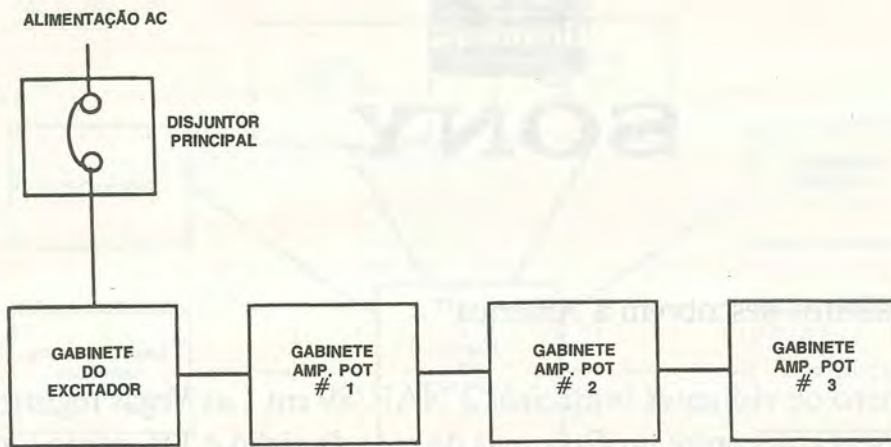 ALIMENTAÇÃO AC
DISJUNTOR
PRINCIPAL
GABINETE
DO
EXCITADOR
GABINETE
AMP. POT
# 1
GABINETE
AMP. POT
# 2
GABINETE
AMP. POT
# 3
SONY